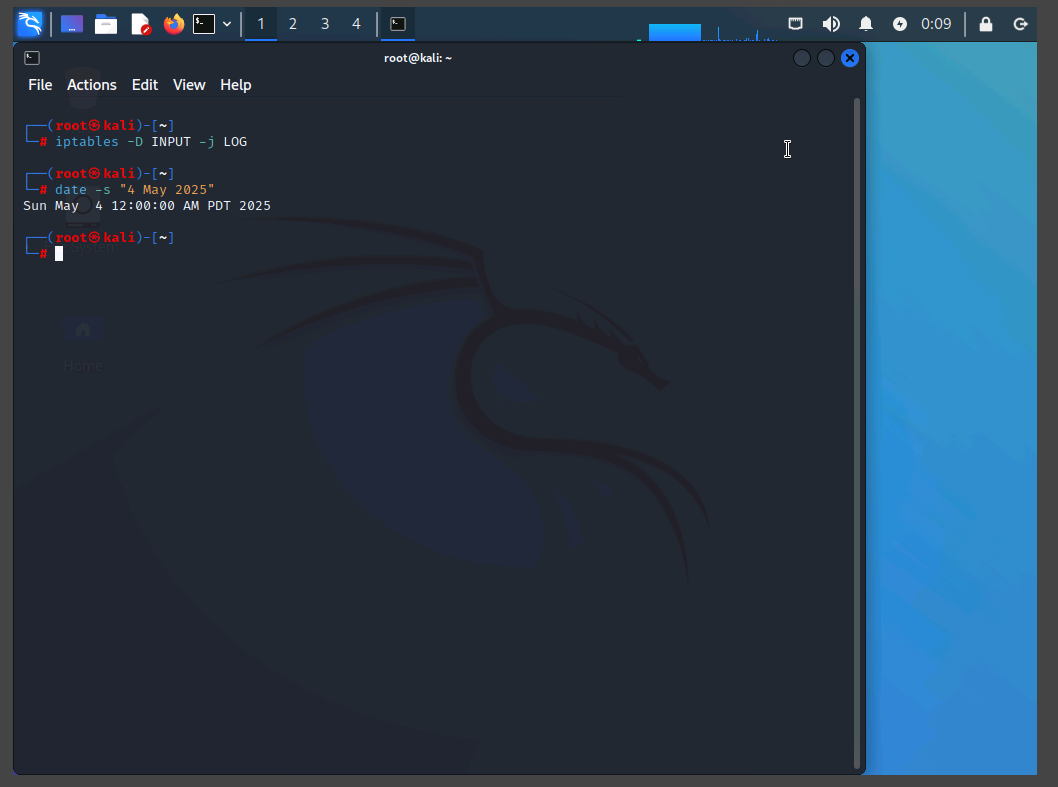 1 2 3 4 0:09
root@kali: ~
File Actions Edit View Help
┌──(root㉿kali)-[~]
└─# iptables -D INPUT -j LOG
┌──(root㉿kali)-[~]
└─# date -s "4 May 2025"
Sun May  4 12:00:00 AM PDT 2025
┌──(root㉿kali)-[~]
└─#
System
Home